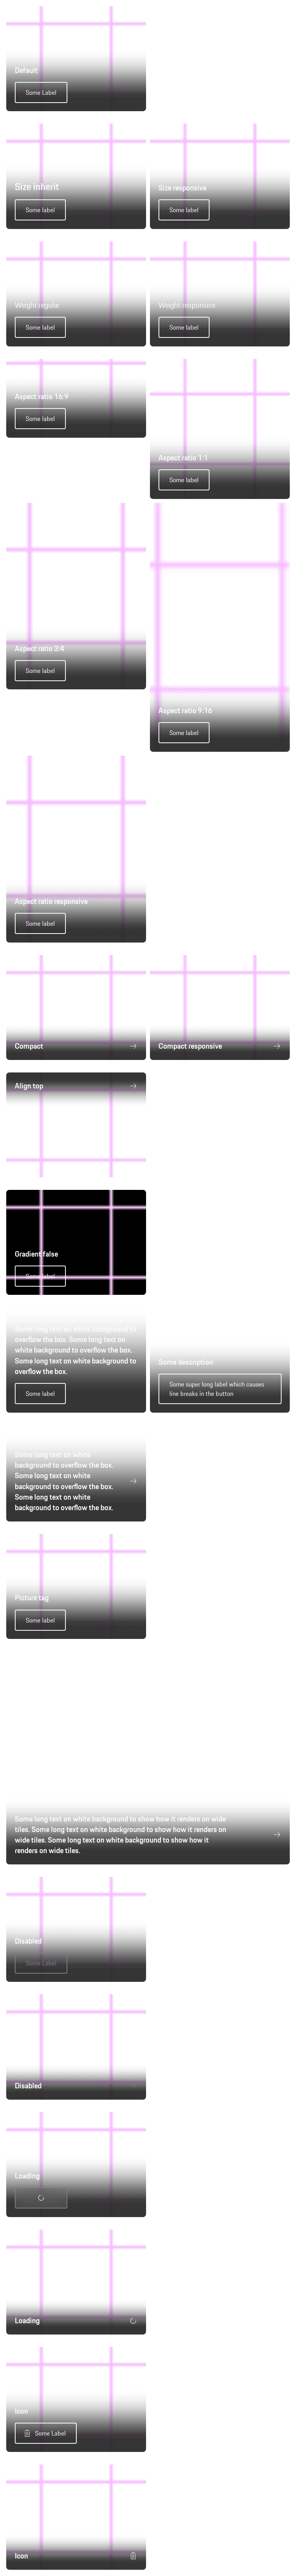 Default
Some Label
Size inherit
Some label
Size responsive
Some label
Weight regular
Some label
Weight responsive
Some label
Aspect ratio 16:9
Some label
Aspect ratio 1:1
Some label
Aspect ratio 3:4
Some label
Aspect ratio 9:16
Some label
Aspect ratio responsive
Some label
Compact
Compact responsive
Align top
Gradient false
Some label
Some long text on white background to
overflow the box. Some long text on
white background to overflow the box.
Some long text on white background to
overflow the box.
Some label
Some description
Some super long label which causes
line breaks in the button
Some long text on white
background to overflow the box.
Some long text on white
background to overflow the box.
Some long text on white
background to overflow the box.
Picture tag
Some label
Some long text on white background to show how it renders on wide
tiles. Some long text on white background to show how it renders on
wide tiles. Some long text on white background to show how it
renders on wide tiles.
Disabled
Some Label
Disabled
Loading
Loading
Icon
Some Label
Icon